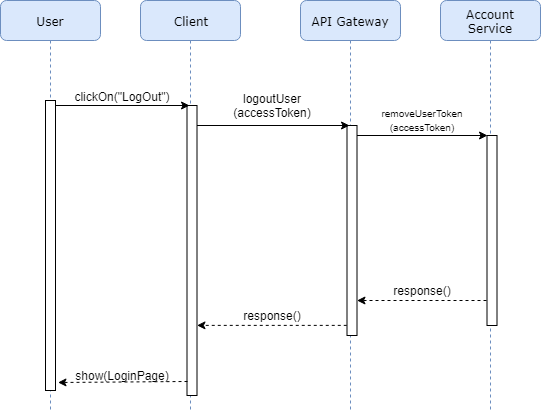 User
Client
API Gateway
Account
Service
clickOn("LogOut")
logoutUser
(accessToken)
removeUserToken
(accessToken)
response()
response()
show(LoginPage)